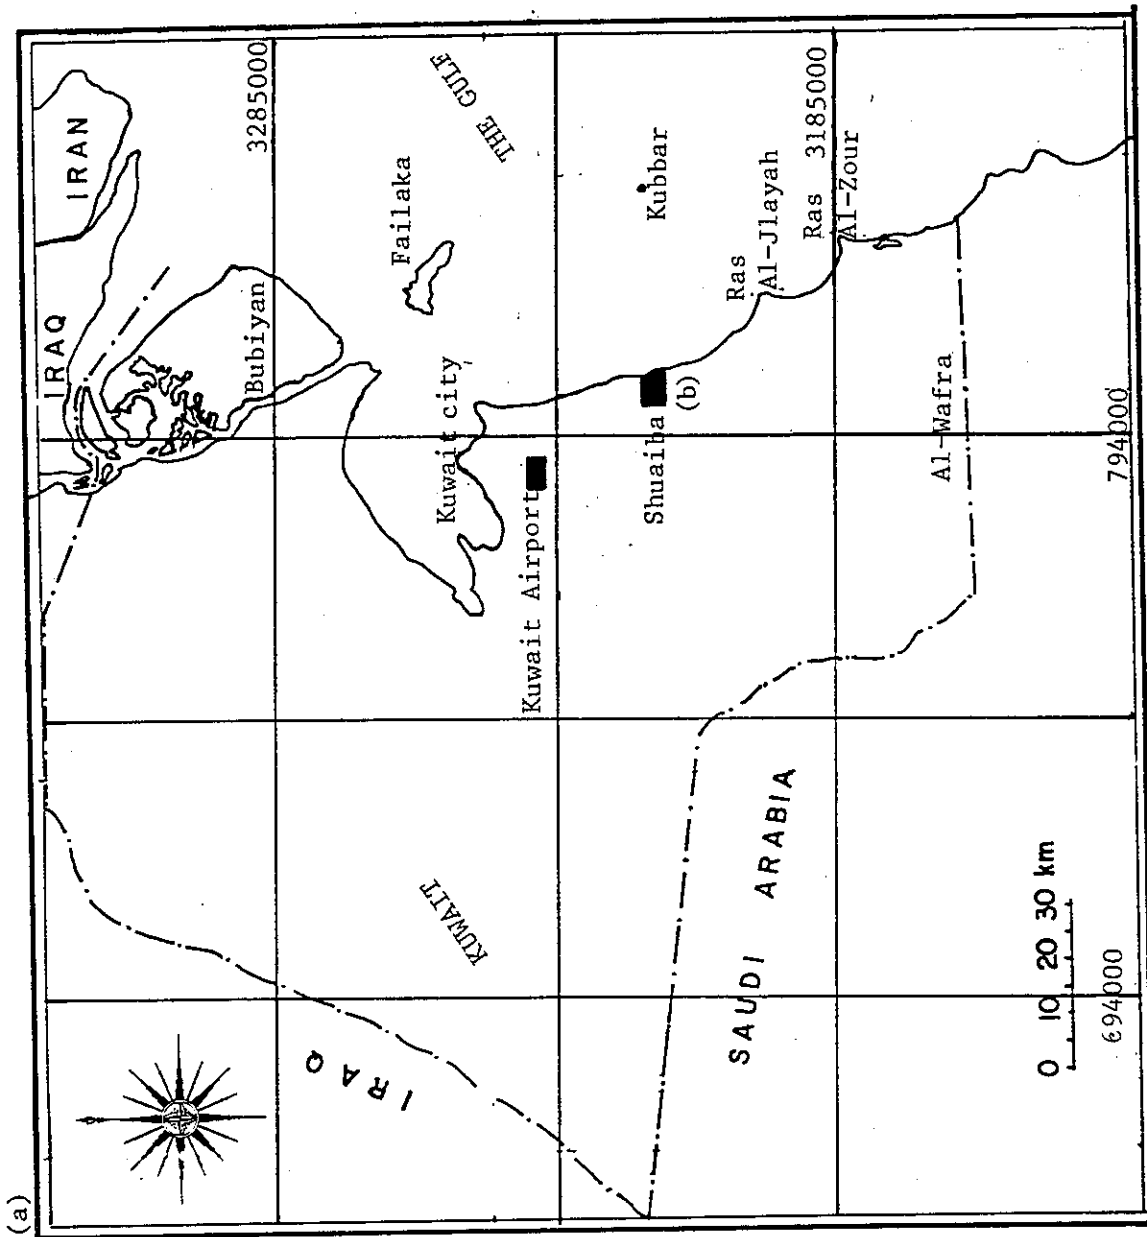 (a)
IRAN
IRAQ
3285000
THE GULE
Bubiyan
Failaka
Kuwait city
Kuwait Airport
KUWAIT
IRAQ
Kubbar
Shuaiba
(b)
Ras
Al-Jlayah
Ras 3185000
Al-Zour
Al-Wafra
SAUDI ARABIA
0 10 20 30 km
694000
794000